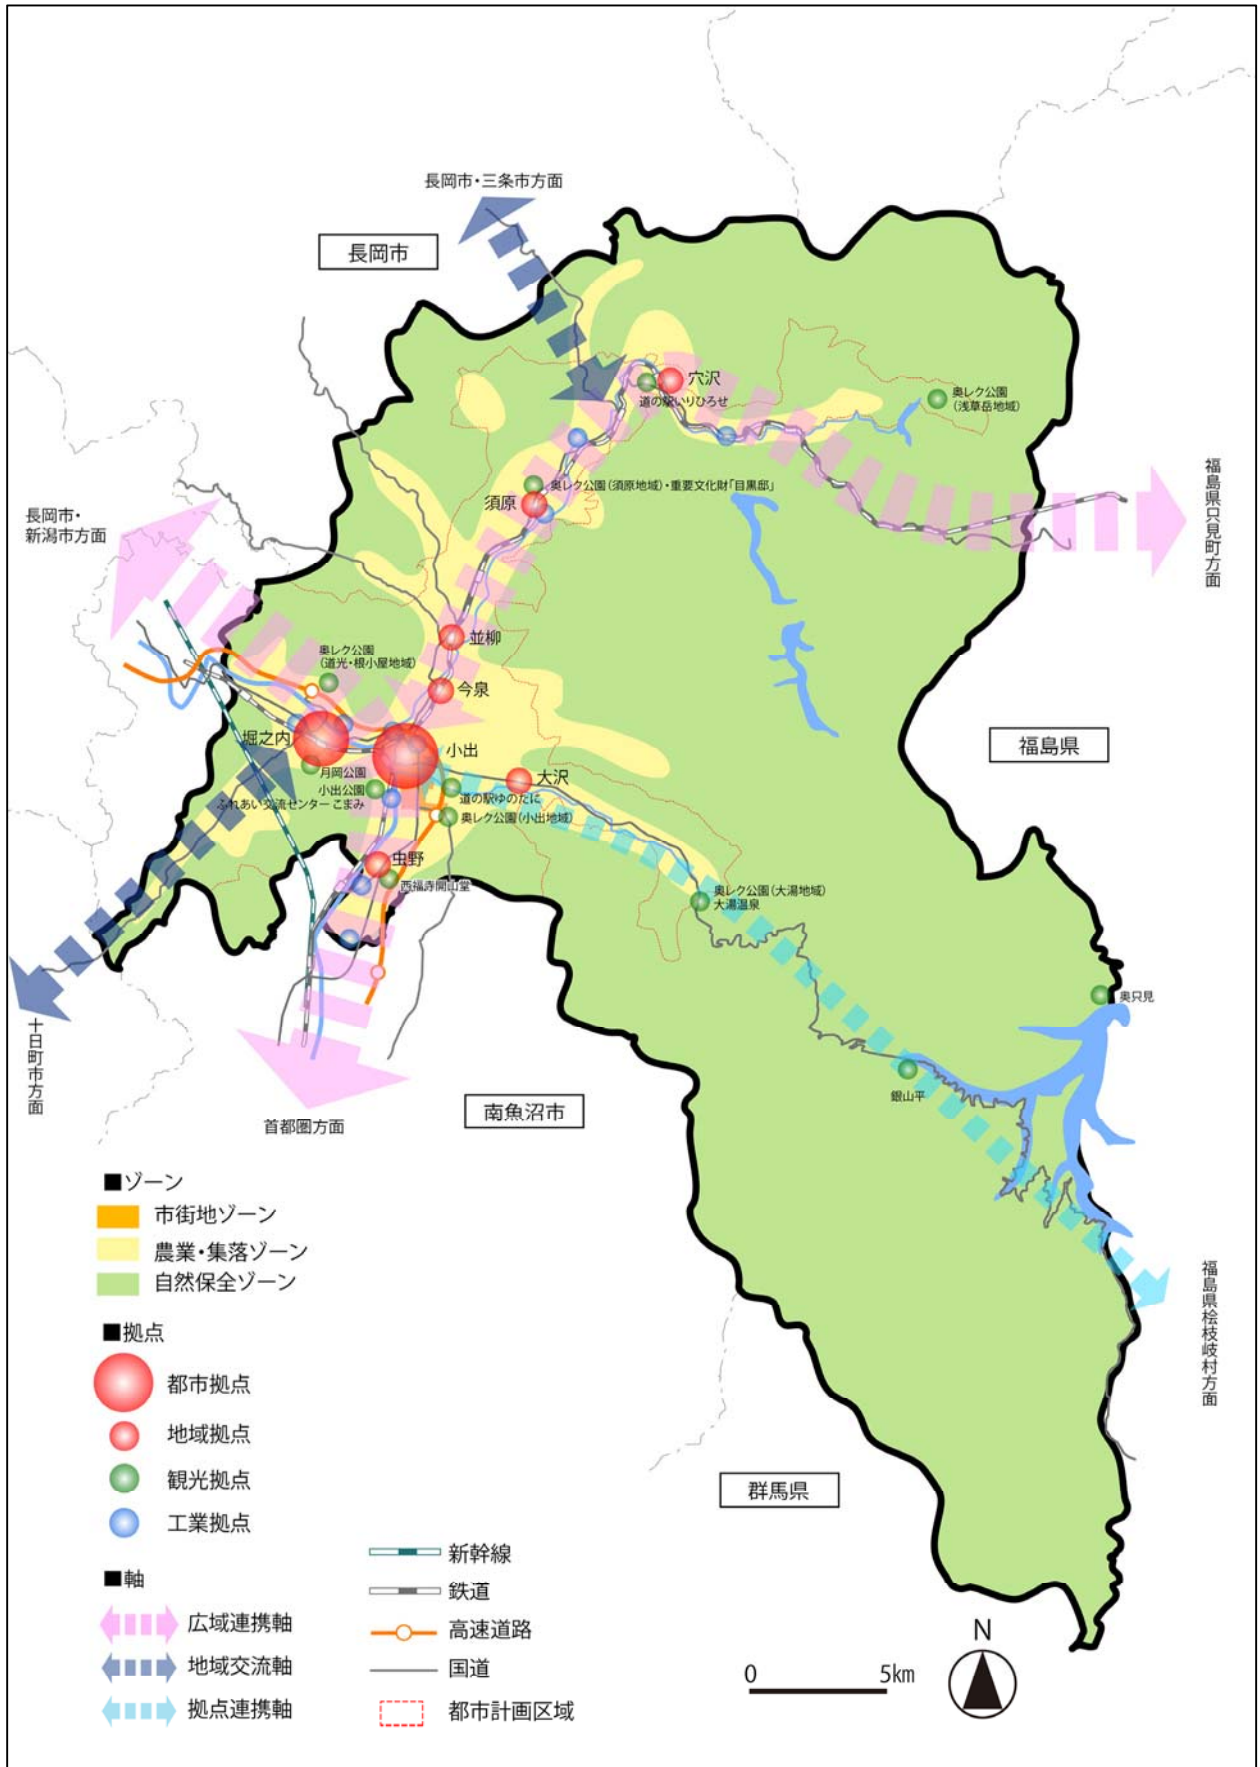 長岡市・三条市方面
長岡市
穴沢
道の駅いりひろせ
奥レク公園
(浅草岳地域)
福島県只見町方面
奥レク公園(須原地域)・重要文化財「目黒邸」
須原
長岡市・
新潟市方面
並柳
奥レク公園
(道光・根小屋地域)
今泉
堀之内
小出
福島県
大沢
月岡公園
小出公園
ふれあい交流センター こまみ
道の駅ゆのたに
奥レク公園(小出地域)
虫野
西福寺開山堂
奥レク公園(大湯地域)
大湯温泉
奥只見
十日町市方面
銀山平
南魚沼市
首都圏方面
福島県桧枝岐村方面
■ゾーン
市街地ゾーン
農業・集落ゾーン
自然保全ゾーン
■拠点
都市拠点
地域拠点
観光拠点
工業拠点
群馬県
■軸
広域連携軸
地域交流軸
拠点連携軸
新幹線
鉄道
高速道路
国道
都市計画区域
0 5km
N